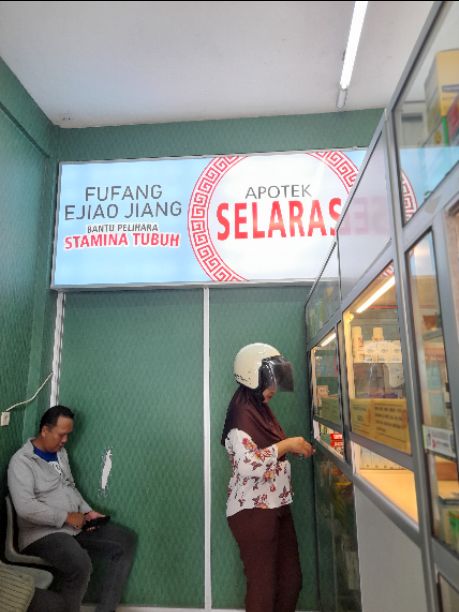 FUFANG
EJIAO JIANG
BANTU PELIHARA
STAMINA TUBUH
APOTEK
SELARAS